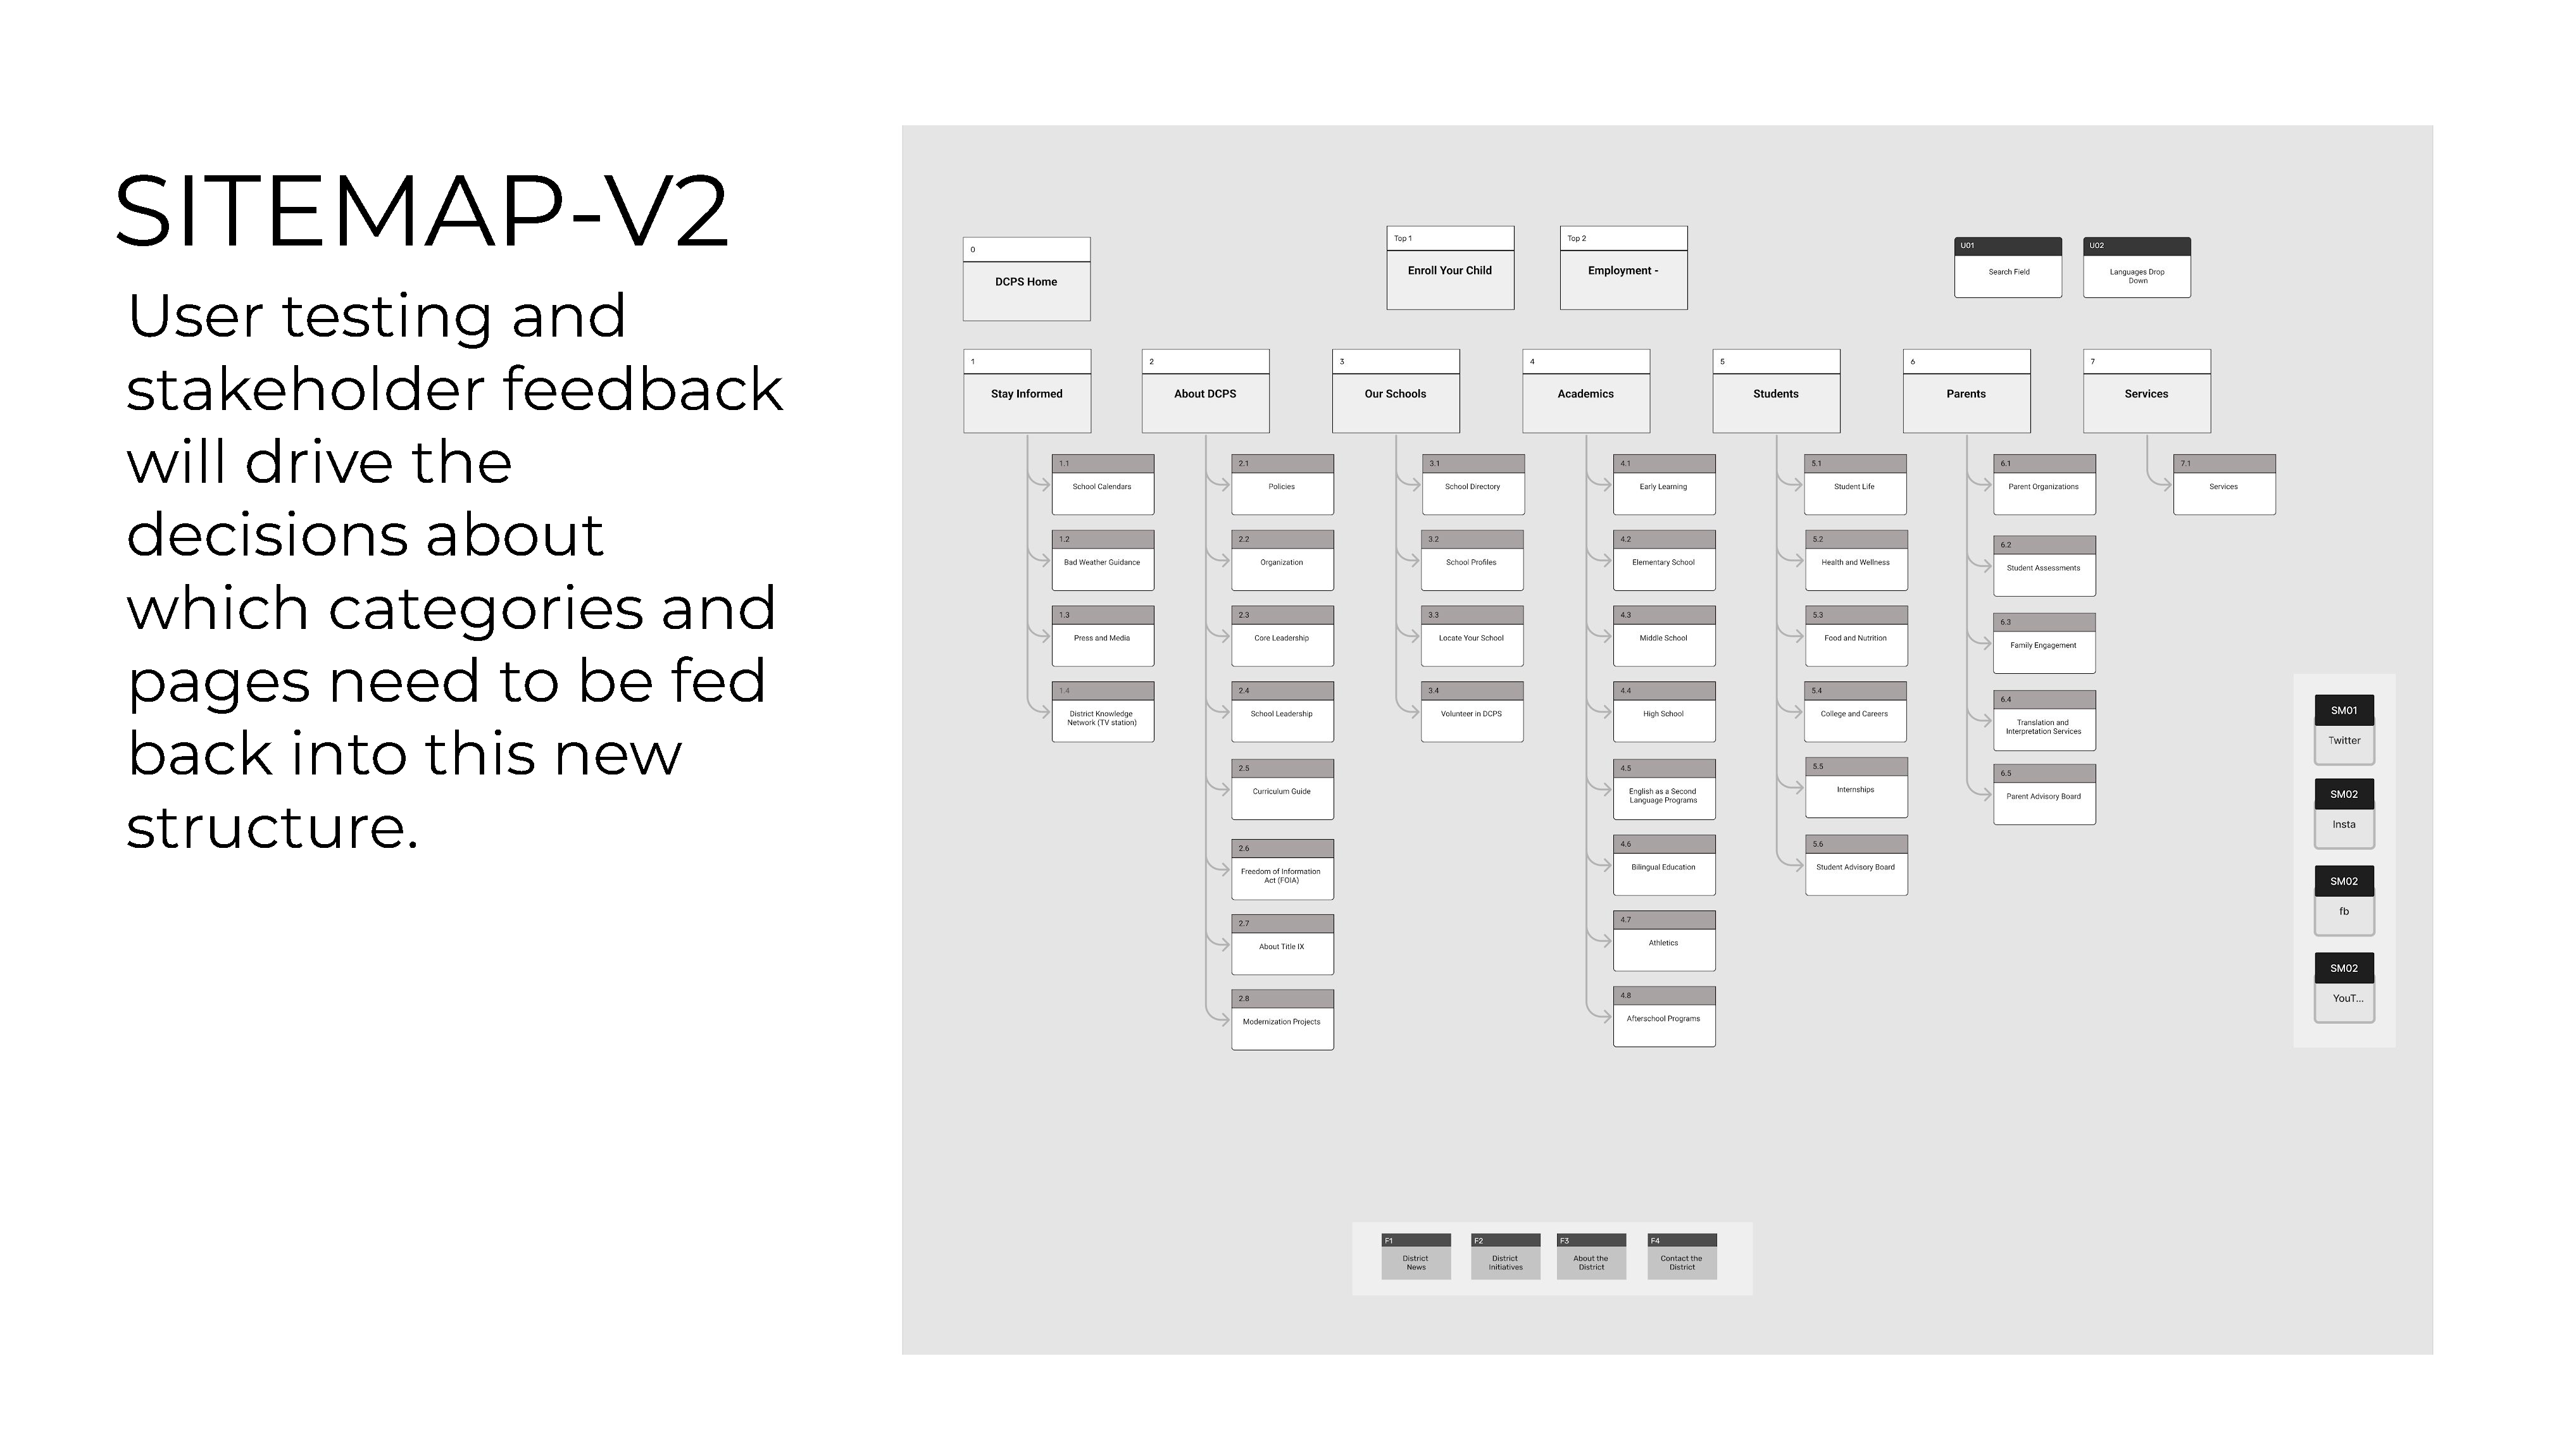 SITEMAP-V2
User testing and
stakeholder feedback
will drive the
decisions about
which categories and
pages need to be fed
back into this new
structure.
0
DCPS Home
Top 1
Enroll Your Child
Top 2
Employment -
U01
Search Field
U02
Languages Drop
Down
1
Stay Informed
1.1
School Calendars
1.2
Bad Weather Guidance
1.3
Press and Media
1.4
District Knowledge
Network (TV station)
2
About DCPS
2.1
Policies
2.2
Organization
2.3
Core Leadership
2.4
School Leadership
2.5
Curriculum Guide
2.6
Freedom of Information
Act (FOIA)
2.7
About Title IX
2.8
Modernization Projects
3
Our Schools
3.1
School Directory
3.2
School Profiles
3.3
Locate Your School
3.4
Volunteer in DCPS
4
Academics
4.1
Early Learning
4.2
Elementary School
4.3
Middle School
4.4
High School
4.5
English as a Second
Language Programs
4.6
Bilingual Education
4.7
Athletics
4.8
Afterschool Programs
5
Students
5.1
Student Life
5.2
Health and Wellness
5.3
Food and Nutrition
5.4
College and Careers
5.5
Internships
5.6
Student Advisory Board
6
Parents
6.1
Parent Organizations
6.2
Student Assessments
6.3
Family Engagement
6.4
Translation and
Interpretation Services
6.5
Parent Advisory Board
7
Services
7.1
Services
SM01
Twitter
SM02
Insta
SM02
fb
SM02
YouT...
F1
District
News
F2
District
Initiatives
F3
About the
District
F4
Contact the
District